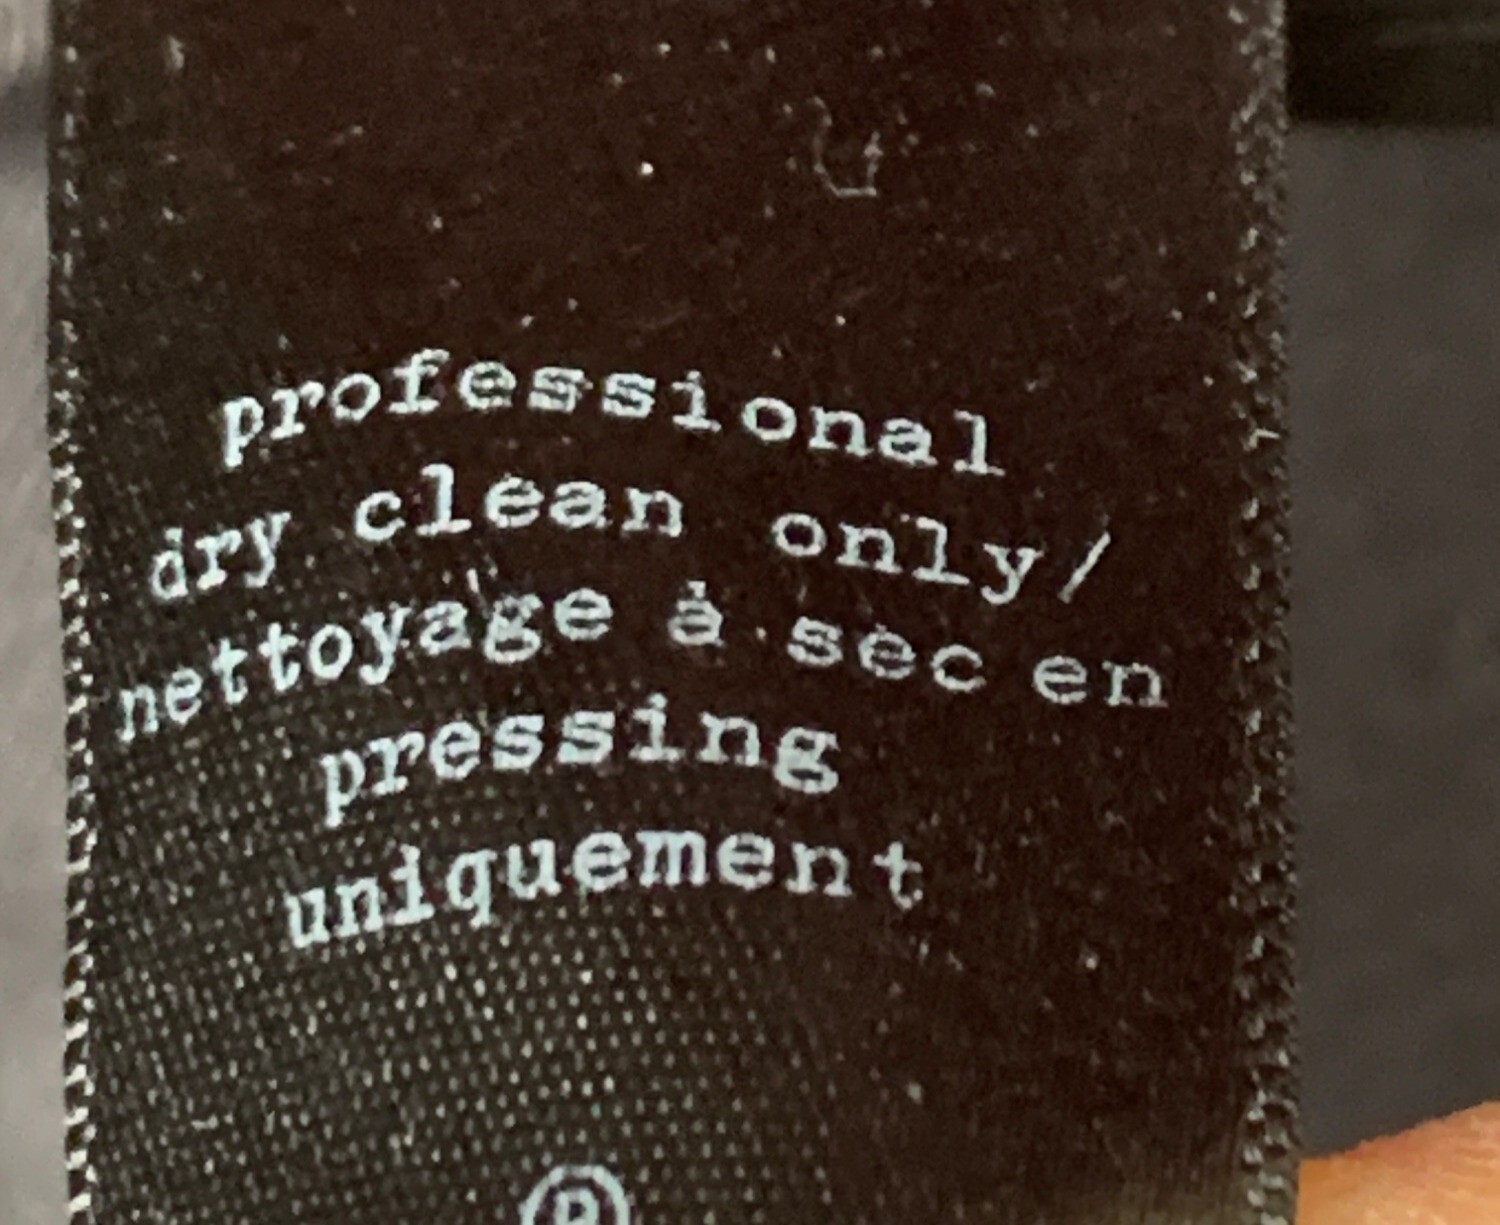 professional
dry clean only/
nettoyage à sec en
pressing
uniquement
P